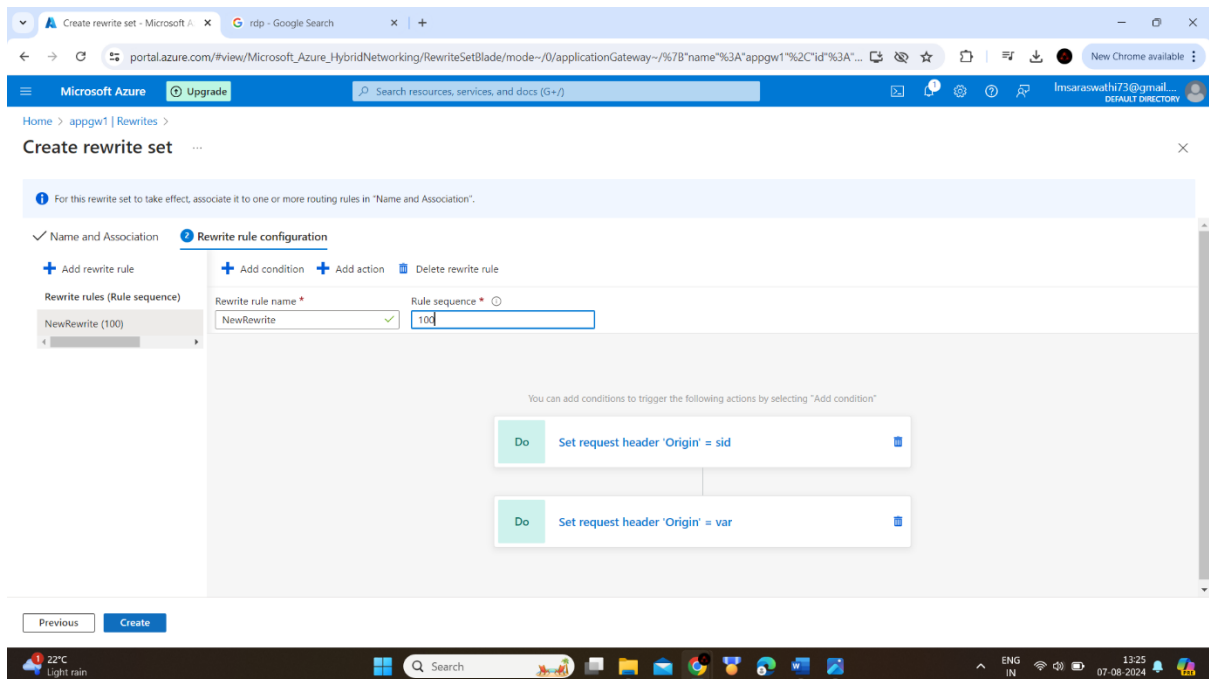 Create rewrite set - Microsoft A
rdp - Google Search
portal.azure.com/#view/Microsoft_Azure_HybridNetworking/RewriteSetBlade/mode~/0/applicationGateway~/%7B"name"%3A"appgw1"%2C"id"%3A"...
New Chrome available
Microsoft Azure
Upgrade
Search resources, services, and docs (G+/)
1
lmsaraswathi73@gmail....
DEFAULT DIRECTORY
Home > appgw1 | Rewrites >
Create rewrite set ...
For this rewrite set to take effect, associate it to one or more routing rules in "Name and Association".
Name and Association
2 Rewrite rule configuration
Add rewrite rule
Add condition
Add action
Delete rewrite rule
Rewrite rules (Rule sequence)
Rewrite rule name *
Rule sequence *
NewRewrite (100)
NewRewrite
100
You can add conditions to trigger the following actions by selecting "Add condition"
Do
Set request header 'Origin' = sid
Do
Set request header 'Origin' = var
Previous
Create
1
22°C
Light rain
Search
ENG
IN
13:25
07-08-2024